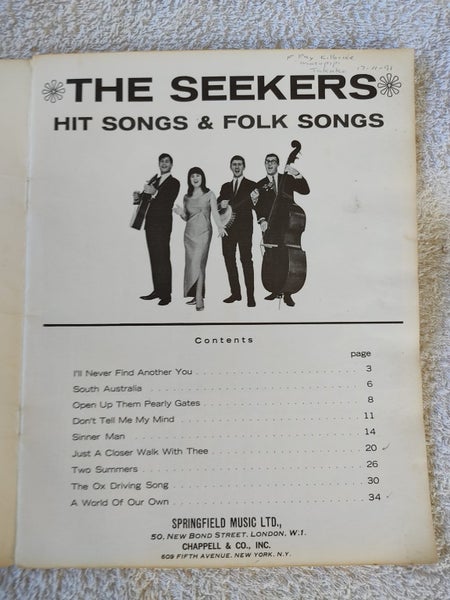 THE SEEKERS
HIT SONGS & FOLK SONGS
Contents
page
I'll Never Find Another You 3
South Australia 6
Open Up Them Pearly Gates 8
Don't Tell Me My Mind 11
Sinner Man 14
Just A Closer Walk With Thee 20
Two Summers 26
The Ox Driving Song 30
A World Of Our Own 34
SPRINGFIELD MUSIC LTD.,
50, NEW BOND STREET, LONDON, W.1.
CHAPPELL & CO., INC.
609 FIFTH AVENUE, NEW YORK, N.Y.